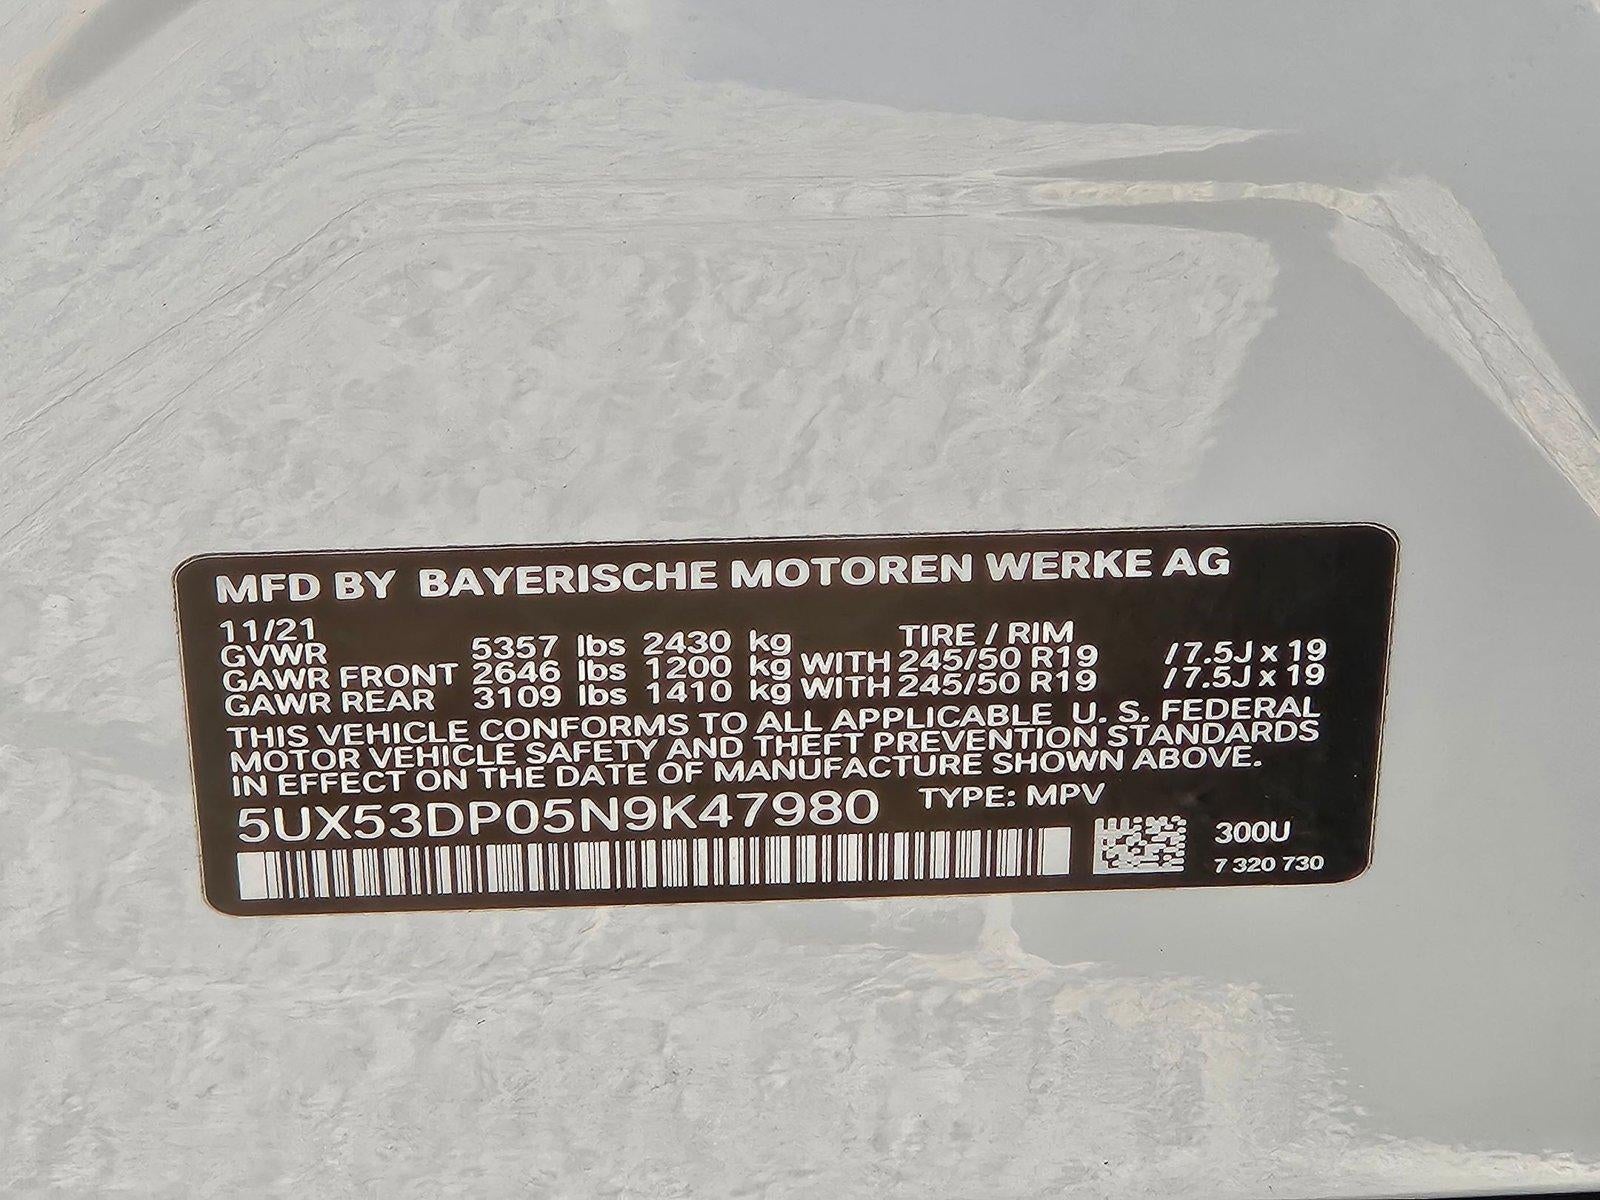 MFD BY BAYERISCHE MOTOREN WERKE AG
11/21 TIRE / RIM
GVWR 5357 lbs 2430 kg
GAWR FRONT 2646 lbs 1200 kg WITH 245/50 R19 / 7.5J x 19
GAWR REAR 3109 lbs 1410 kg WITH 245/50 R19 / 7.5J x 19
THIS VEHICLE CONFORMS TO ALL APPLICABLE U. S. FEDERAL
MOTOR VEHICLE SAFETY AND THEFT PREVENTION STANDARDS
IN EFFECT ON THE DATE OF MANUFACTURE SHOWN ABOVE.
5UX53DP05N9K47980 TYPE: MPV
300U
7 320 730